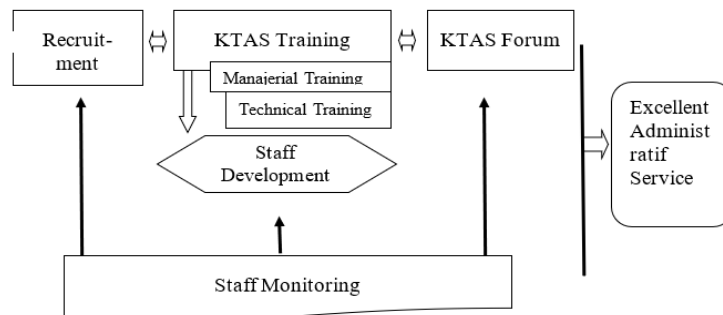 Recruit-
ment
KTAS Training
KTAS Forum
Manajerial Training
Technical Training
Staff
Development
Excellent
Administ
ratif
Service
Staff Monitoring